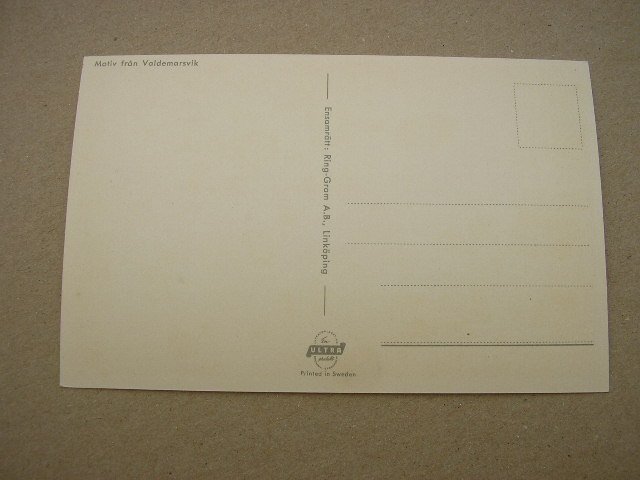 Motiv från Valdemarsvik
Ensamrätt: Ring-Gram A.B., Linköping
ULTRA
Printed in Sweden